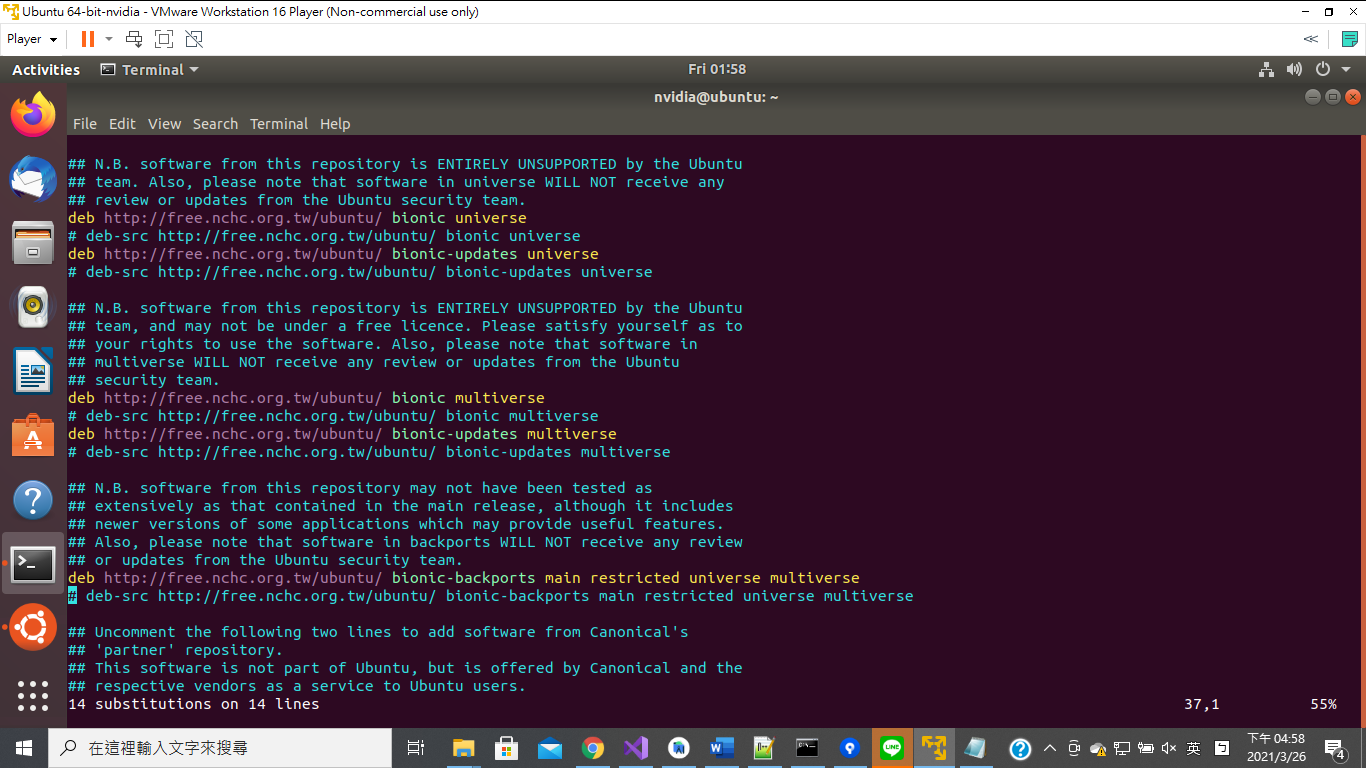 Ubuntu 64-bit-nvidia - VMware Workstation 16 Player (Non-commercial use only)
Player
Activities Terminal Fri 01:58
nvidia@ubuntu: ~
File Edit View Search Terminal Help
## N.B. software from this repository is ENTIRELY UNSUPPORTED by the Ubuntu
## team. Also, please note that software in universe WILL NOT receive any
## review or updates from the Ubuntu security team.
deb http://free.nchc.org.tw/ubuntu/ bionic universe
# deb-src http://free.nchc.org.tw/ubuntu/ bionic universe
deb http://free.nchc.org.tw/ubuntu/ bionic-updates universe
# deb-src http://free.nchc.org.tw/ubuntu/ bionic-updates universe
## N.B. software from this repository is ENTIRELY UNSUPPORTED by the Ubuntu
## team, and may not be under a free licence. Please satisfy yourself as to
## your rights to use the software. Also, please note that software in
## multiverse WILL NOT receive any review or updates from the Ubuntu
## security team.
deb http://free.nchc.org.tw/ubuntu/ bionic multiverse
# deb-src http://free.nchc.org.tw/ubuntu/ bionic multiverse
deb http://free.nchc.org.tw/ubuntu/ bionic-updates multiverse
# deb-src http://free.nchc.org.tw/ubuntu/ bionic-updates multiverse
## N.B. software from this repository may not have been tested as
## extensively as that contained in the main release, although it includes
## newer versions of some applications which may provide useful features.
## Also, please note that software in backports WILL NOT receive any review
## or updates from the Ubuntu security team.
deb http://free.nchc.org.tw/ubuntu/ bionic-backports main restricted universe multiverse
# deb-src http://free.nchc.org.tw/ubuntu/ bionic-backports main restricted universe multiverse
## Uncomment the following two lines to add software from Canonical's
## 'partner' repository.
## This software is not part of Ubuntu, but is offered by Canonical and the
## respective vendors as a service to Ubuntu users.
14 substitutions on 14 lines 37,1 55%
在這裡輸入文字來搜尋
LINE
英
下午 04:58
2021/3/26
4